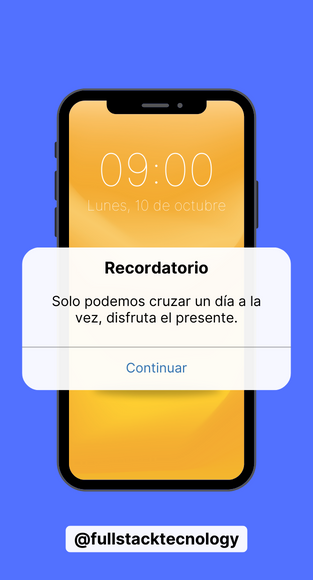 09:00
Lunes, 10 de octubre
Recordatorio
Solo podemos cruzar un día a la
vez, disfruta el presente.
Continuar
@fullstacktecnology